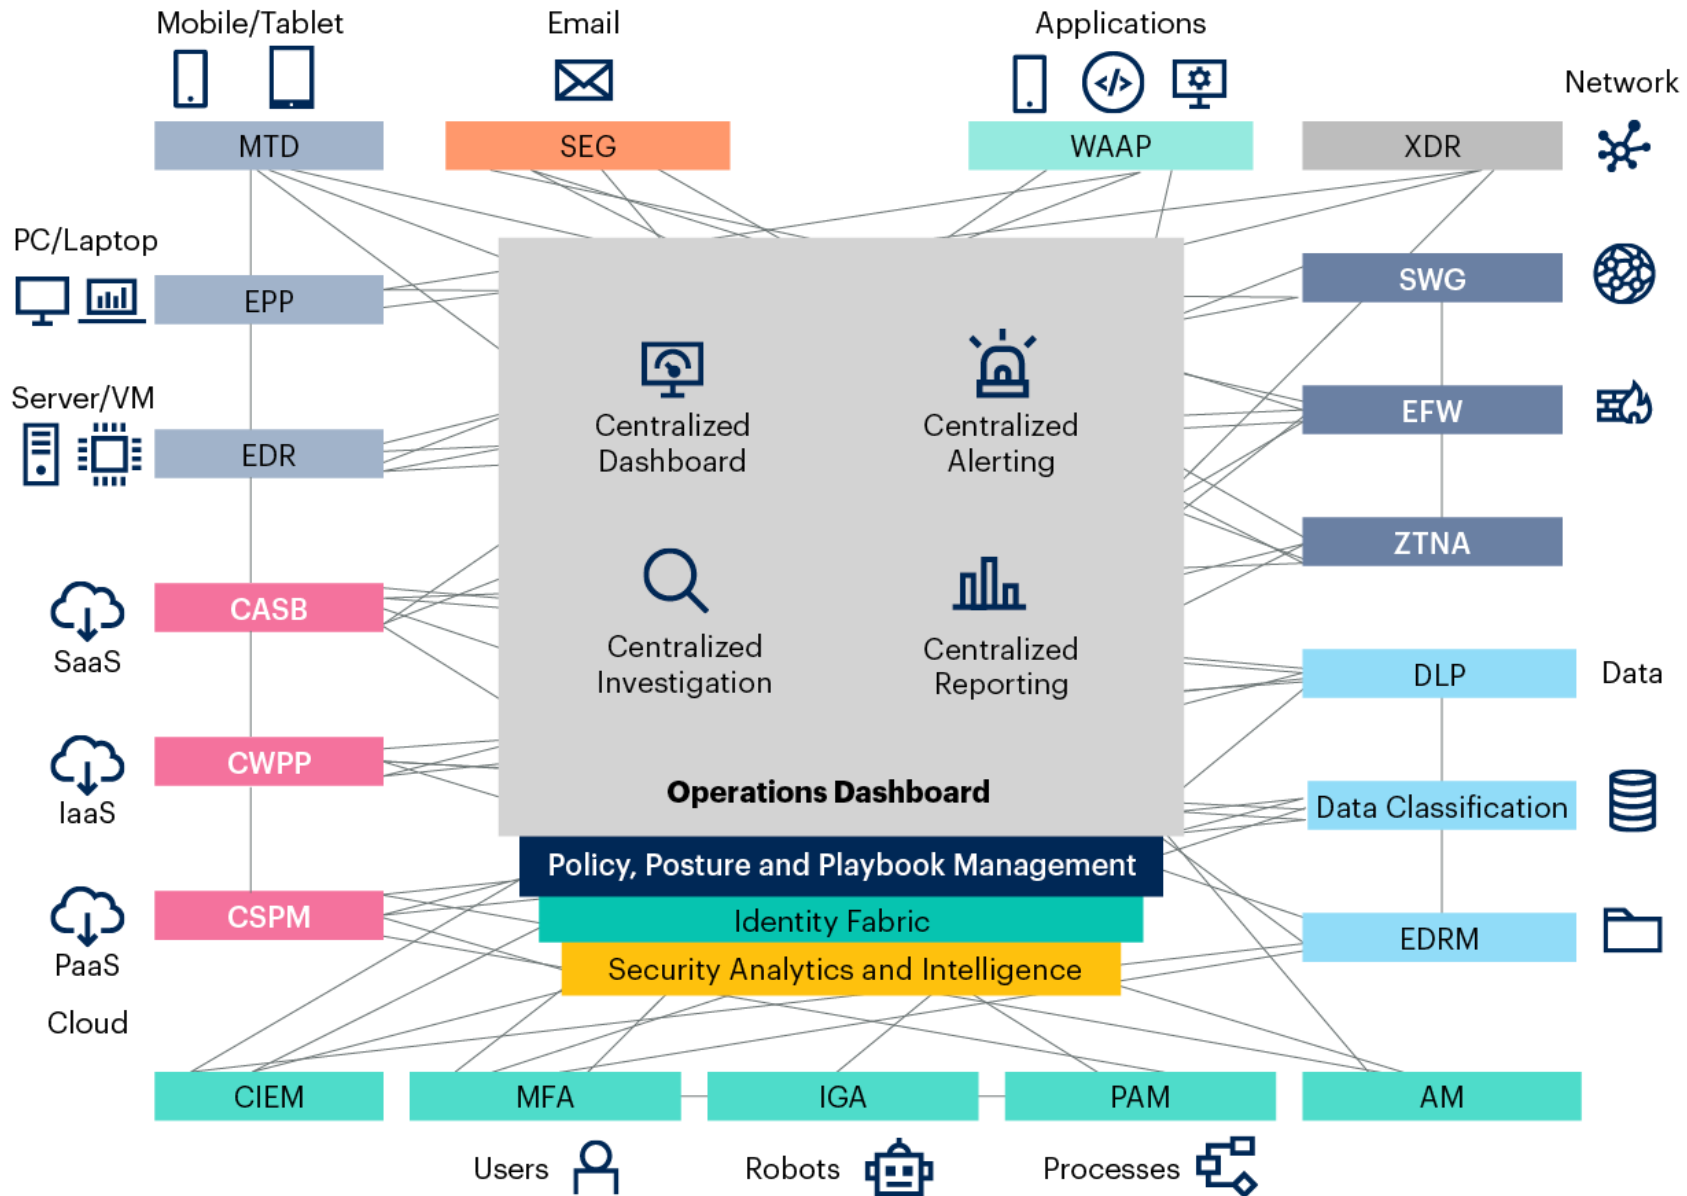 Mobile/Tablet
Email
Applications
Network
MTD
SEG
WAAP
XDR
PC/Laptop
EPP
SWG
Server/VM
EDR
EFW
ZTNA
Centralized
Dashboard
Centralized
Alerting
Centralized
Investigation
Centralized
Reporting
Operations Dashboard
CASB
SaaS
DLP
Data
CWPP
IaaS
Data Classification
Policy, Posture and Playbook Management
Identity Fabric
Security Analytics and Intelligence
CSPM
PaaS
Cloud
EDRM
CIEM
MFA
IGA
PAM
AM
Users
Robots
Processes